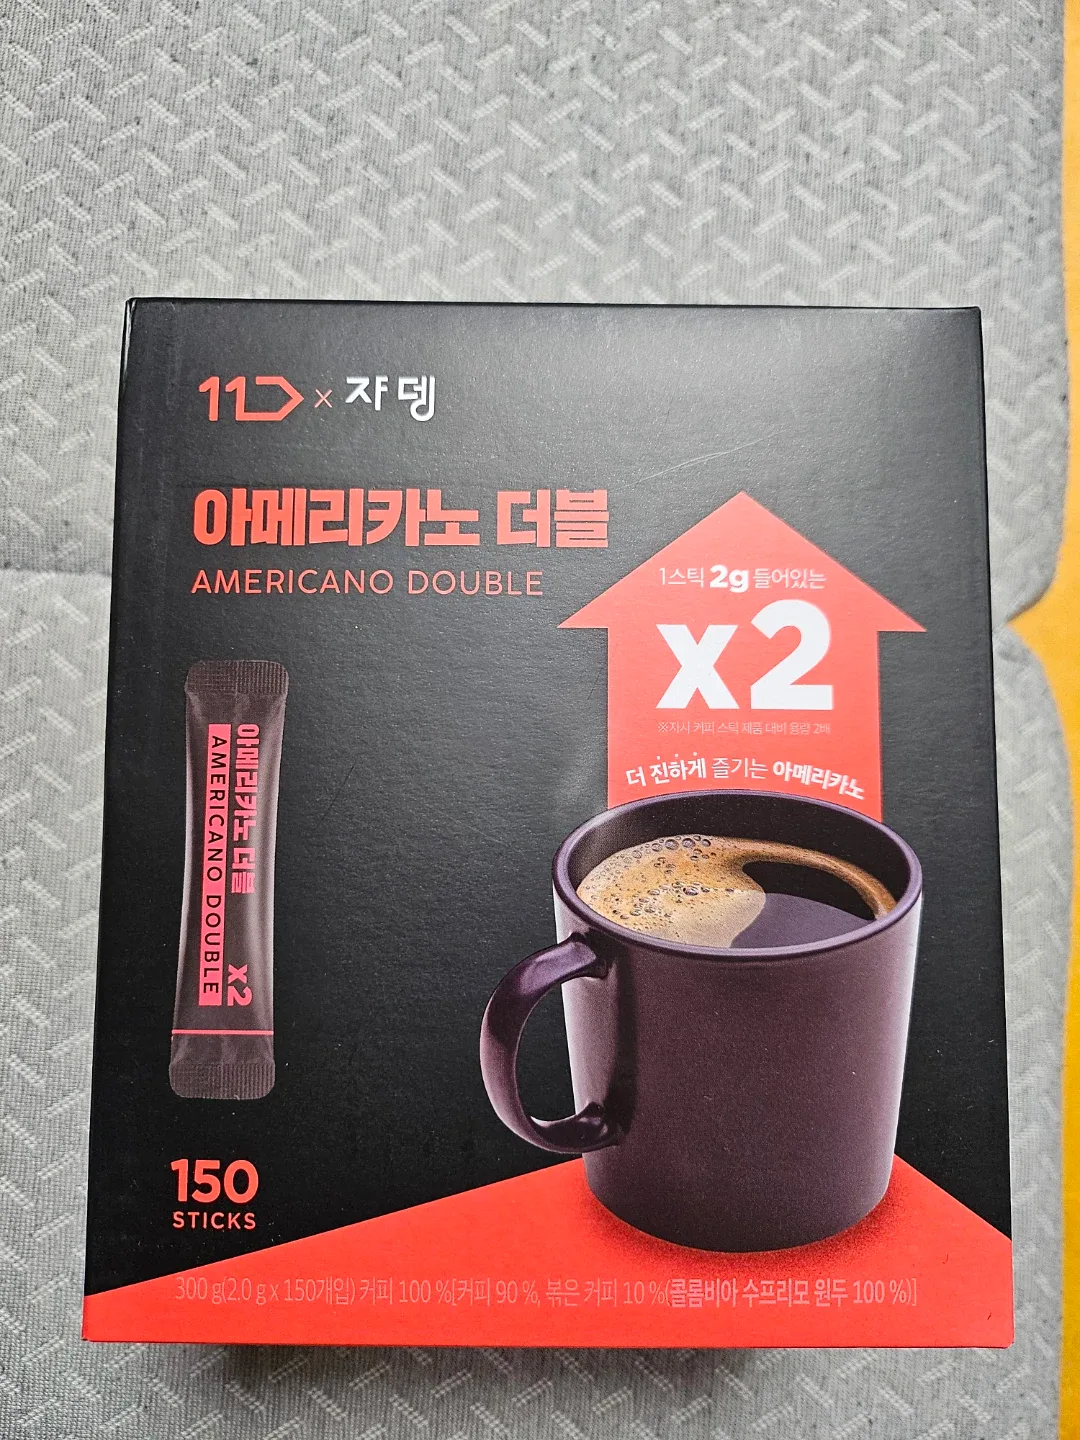 11 x 쟈뎅
아메리카노 더블
AMERICANO DOUBLE
1스틱 2g 들어있는
x2
※자사 커피 스틱 제품 대비 용량 2배
더 진하게 즐기는 아메리카노
아메리카노 더블 x2
AMERICANO DOUBLE
150
STICKS
300 g(2.0 g x 150개입) 커피 100 %[커피 90 %, 볶은 커피 10 %(콜롬비아 수프리모 원두 100 %)]